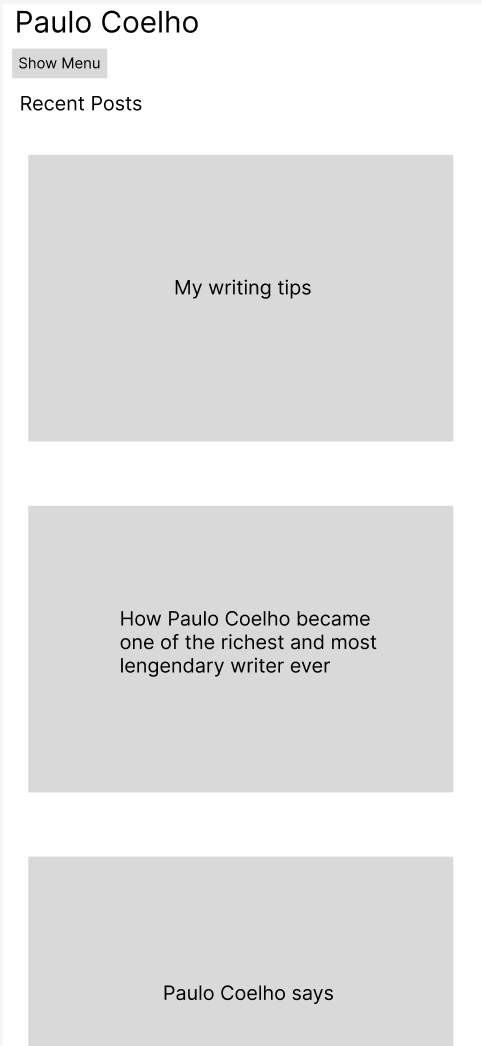 Paulo Coelho
Show Menu
Recent Posts
My writing tips
How Paulo Coelho became
one of the richest and most
lengendary writer ever
Paulo Coelho says